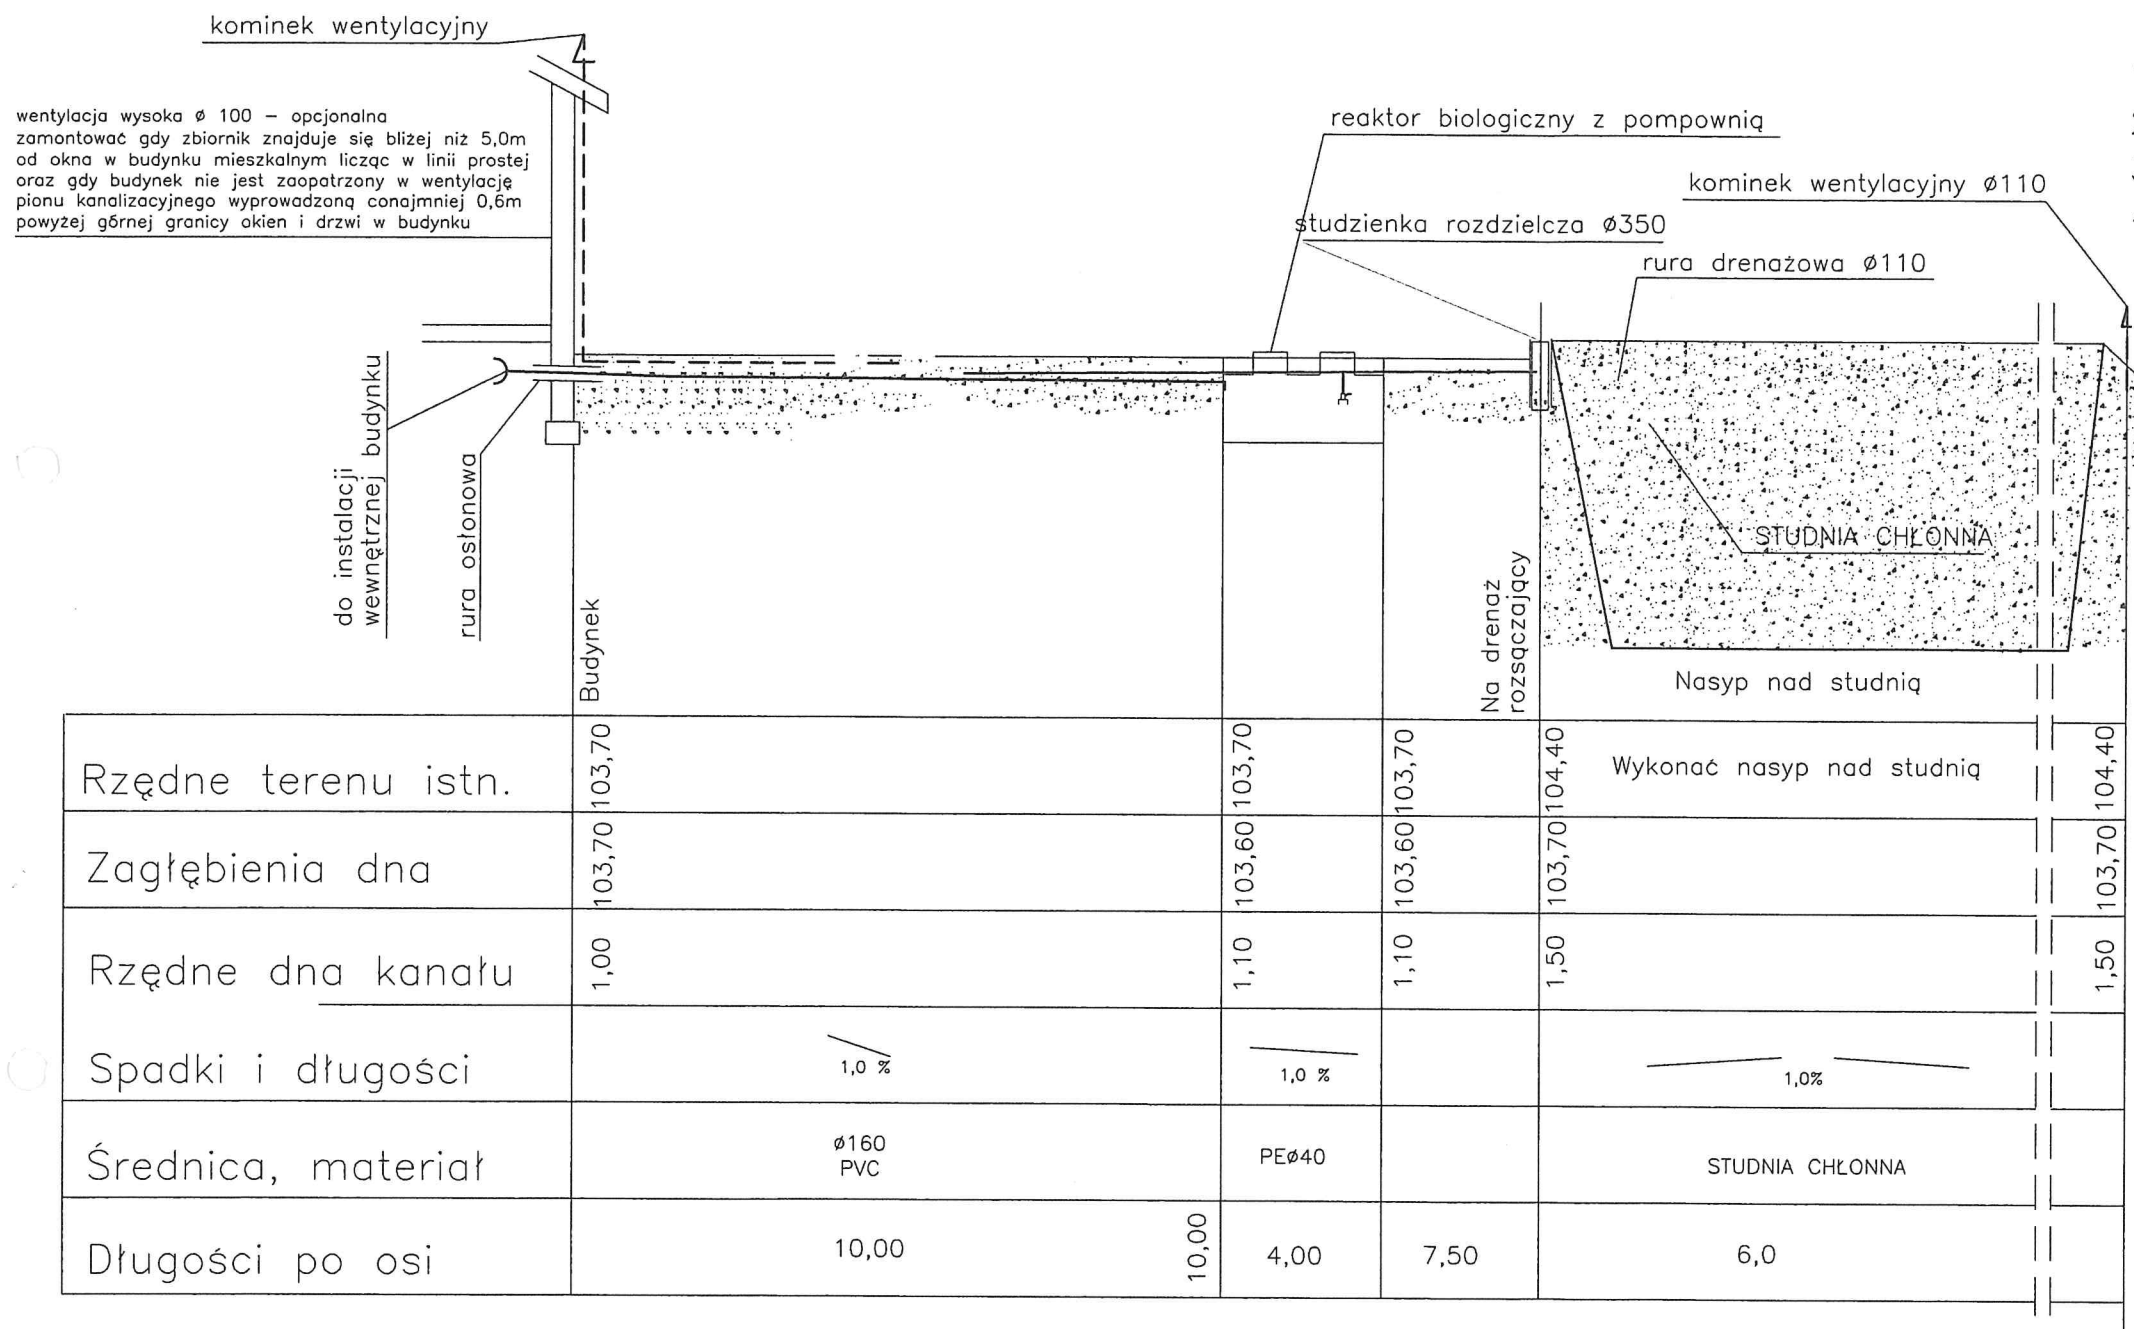 kominek wentylacyjny
wentylacja wysoka ø 100 – opcjonalna
zamontować gdy zbiornik znajduje się bliżej niż 5,0m
od okna w budynku mieszkalnym licząc w linii prostej
oraz gdy budynek nie jest zaopatrzony w wentylację
pionu kanalizacyjnego wyprowadzoną conajmniej 0,6m
powyżej górnej granicy okien i drzwi w budynku
reaktor biologiczny z pompownią
kominek wentylacyjny ø110
studzienka rozdzielcza ø350
rura drenażowa ø110
do instalacji
wewnętrznej budynku
rura osłonowa
Budynek
Na drenaż
rozsączający
STUDNIA CHŁONNA
Nasyp nad studnią
Rzędne terenu istn.
103,70
103,70
103,70
104,40
Wykonać nasyp nad studnią
104,40
Zagłębienia dna
103,70
103,60
103,60
103,70
103,70
Rzędne dna kanału
1,00
1,10
1,10
1,50
1,50
Spadki i długości
1,0 %
1,0 %
1,0%
Średnica, materiał
ø160
PVC
PEø40
STUDNIA CHŁONNA
Długości po osi
10,00
10,00
4,00
7,50
6,0